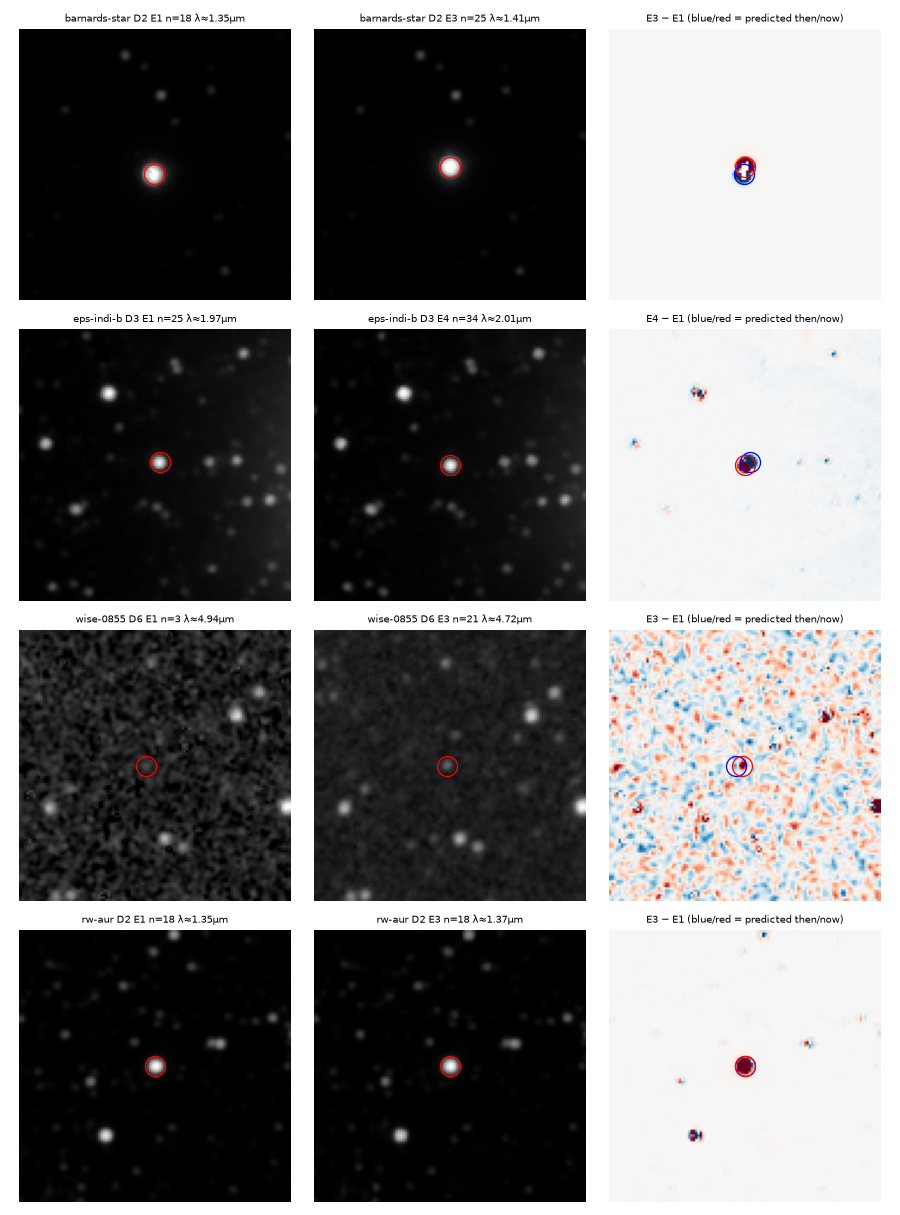 barnards-star D2 E1 n=18 λ≈1.35μm
barnards-star D2 E3 n=25 λ≈1.41μm
E3 − E1 (blue/red = predicted then/now)
eps-indi-b D3 E1 n=25 λ≈1.97μm
eps-indi-b D3 E4 n=34 λ≈2.01μm
E4 − E1 (blue/red = predicted then/now)
wise-0855 D6 E1 n=3 λ≈4.94μm
wise-0855 D6 E3 n=21 λ≈4.72μm
E3 − E1 (blue/red = predicted then/now)
rw-aur D2 E1 n=18 λ≈1.35μm
rw-aur D2 E3 n=18 λ≈1.37μm
E3 − E1 (blue/red = predicted then/now)